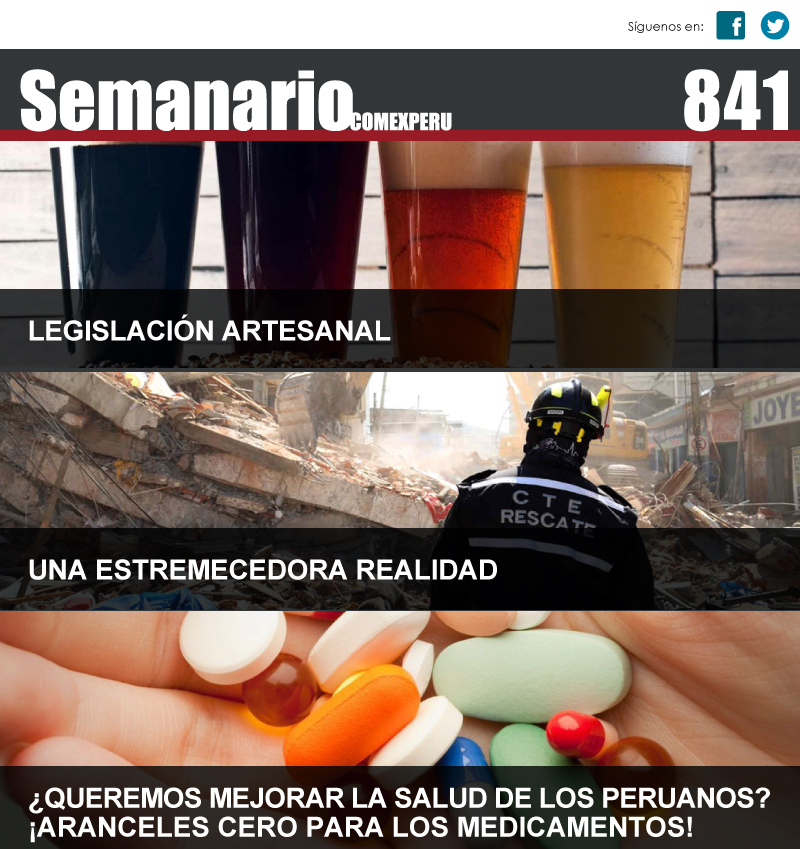 Síguenos en:
Semanario COMEXPERU 841
LEGISLACIÓN ARTESANAL
JOYE
CTE
RESCATE
UNA ESTREMECEDORA REALIDAD
¿QUEREMOS MEJORAR LA SALUD DE LOS PERUANOS?
¡ARANCELES CERO PARA LOS MEDICAMENTOS!